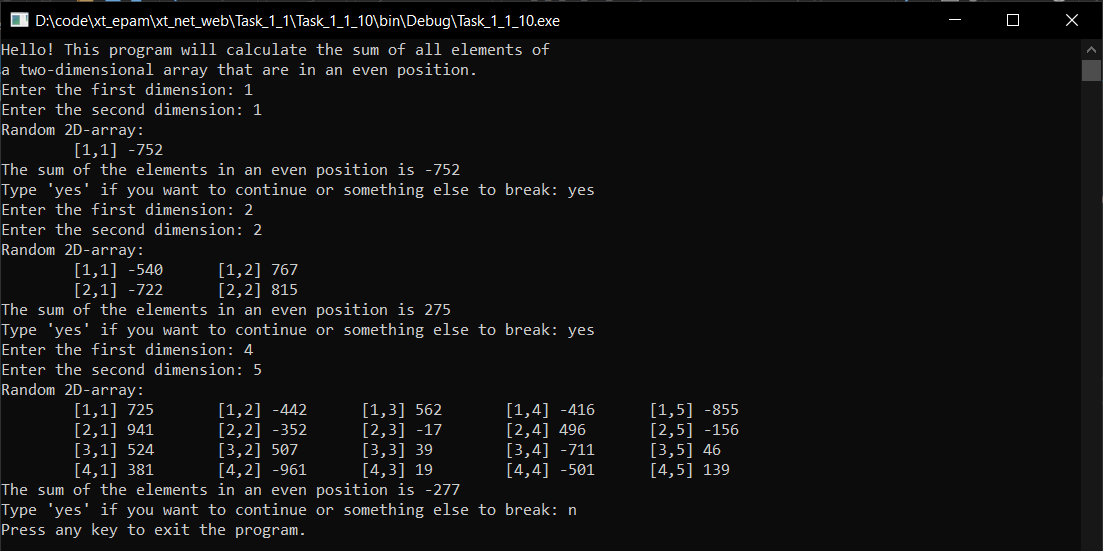 D:\code\xt_epam\xt_net_web\Task_1_1\Task_1_1_10\bin\Debug\Task_1_1_10.exe
Hello! This program will calculate the sum of all elements of
a two-dimensional array that are in an even position.
Enter the first dimension: 1
Enter the second dimension: 1
Random 2D-array:
[1,1] -752
The sum of the elements in an even position is -752
Type 'yes' if you want to continue or something else to break: yes
Enter the first dimension: 2
Enter the second dimension: 2
Random 2D-array:
[1,1] -540 [1,2] 767
[2,1] -722 [2,2] 815
The sum of the elements in an even position is 275
Type 'yes' if you want to continue or something else to break: yes
Enter the first dimension: 4
Enter the second dimension: 5
Random 2D-array:
[1,1] 725 [1,2] -442 [1,3] 562 [1,4] -416 [1,5] -855
[2,1] 941 [2,2] -352 [2,3] -17 [2,4] 496 [2,5] -156
[3,1] 524 [3,2] 507 [3,3] 39 [3,4] -711 [3,5] 46
[4,1] 381 [4,2] -961 [4,3] 19 [4,4] -501 [4,5] 139
The sum of the elements in an even position is -277
Type 'yes' if you want to continue or something else to break: n
Press any key to exit the program.